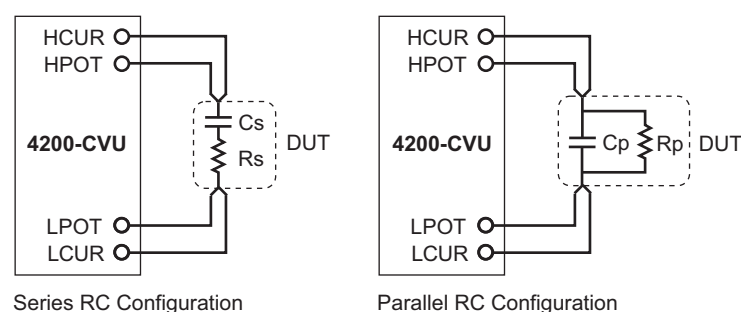 HCUR
HPOT
4200-CVU
Cs
Rs
DUT
LPOT
LCUR
Series RC Configuration
HCUR
HPOT
4200-CVU
Cp
Rp
DUT
LPOT
LCUR
Parallel RC Configuration